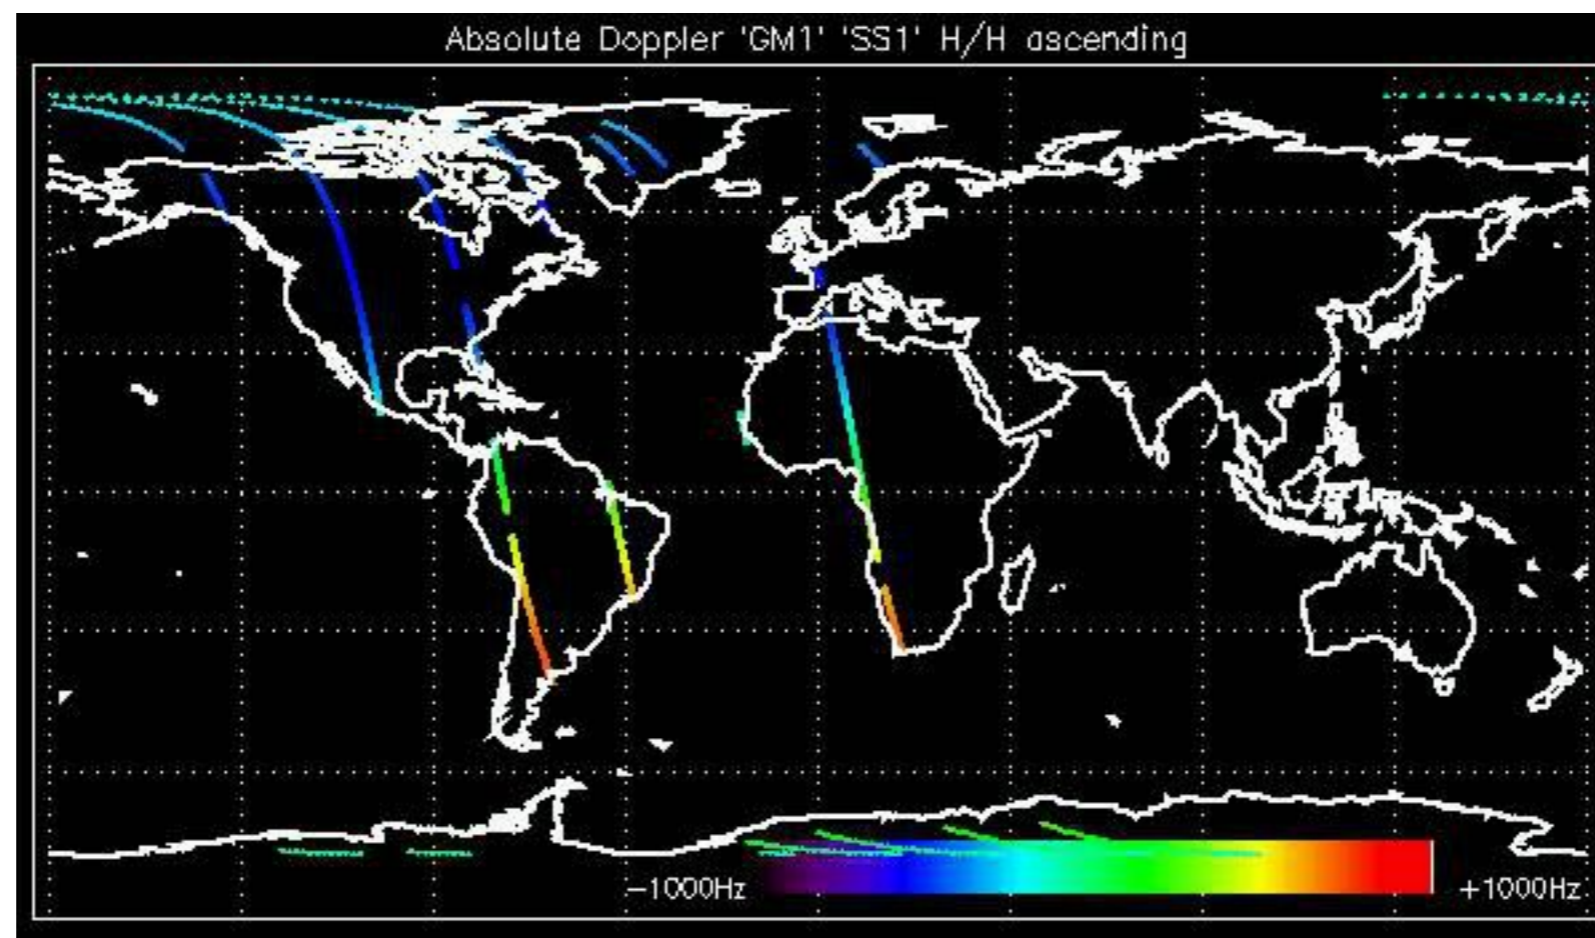 Absolute Doppler 'GM1' 'SS1' H/H ascending
−1000Hz
+1000Hz